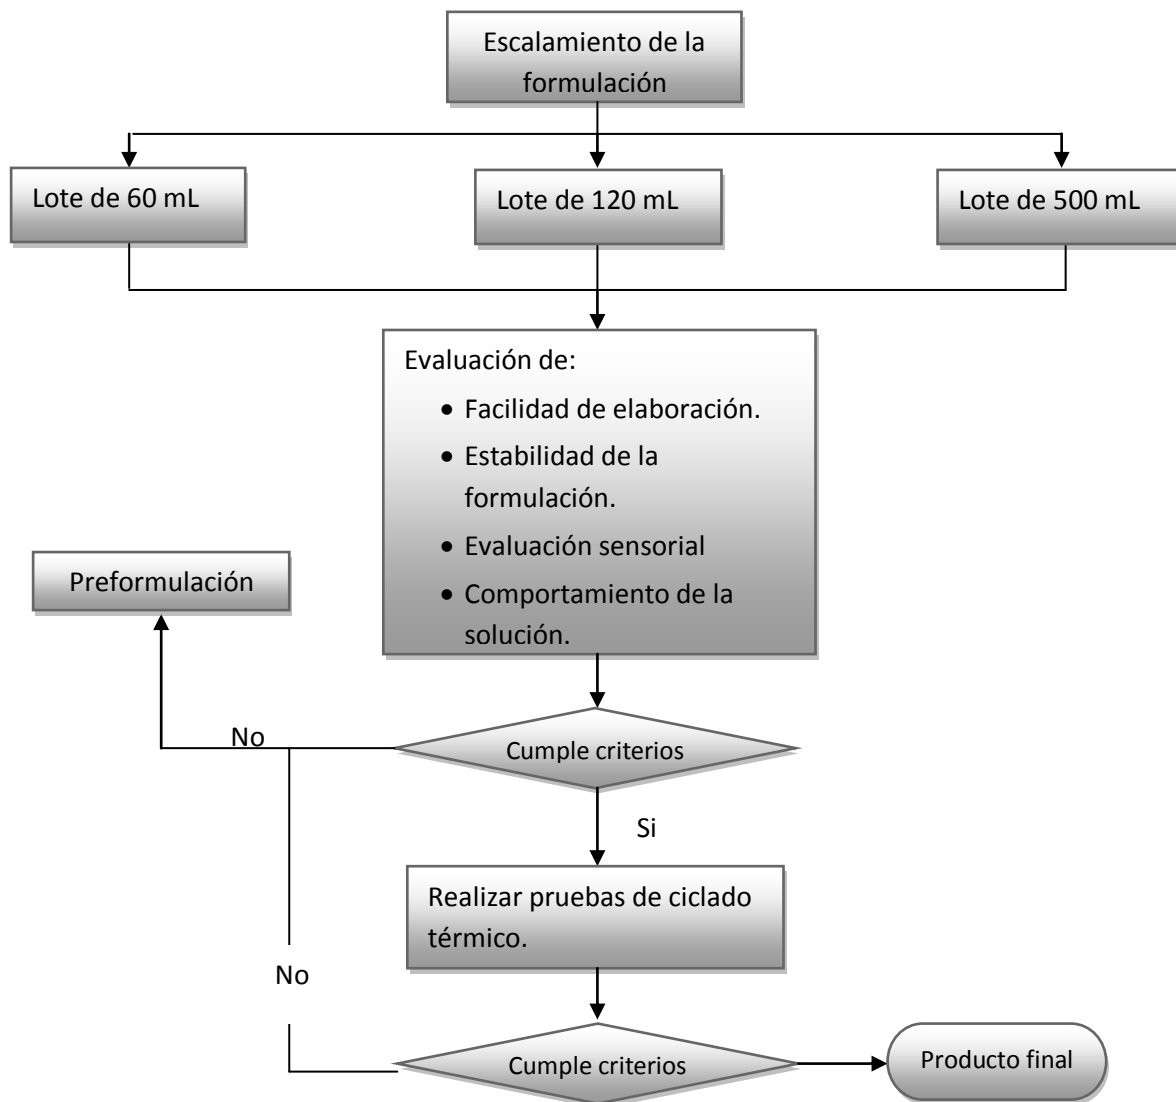 Escalamiento de la
formulación
Lote de 60 mL
Lote de 120 mL
Lote de 500 mL
Evaluación de:
• Facilidad de elaboración.
• Estabilidad de la
formulación.
• Evaluación sensorial
• Comportamiento de la
solución.
Preformulación
No
Cumple criterios
Si
Realizar pruebas de ciclado
térmico.
No
Cumple criterios
Producto final